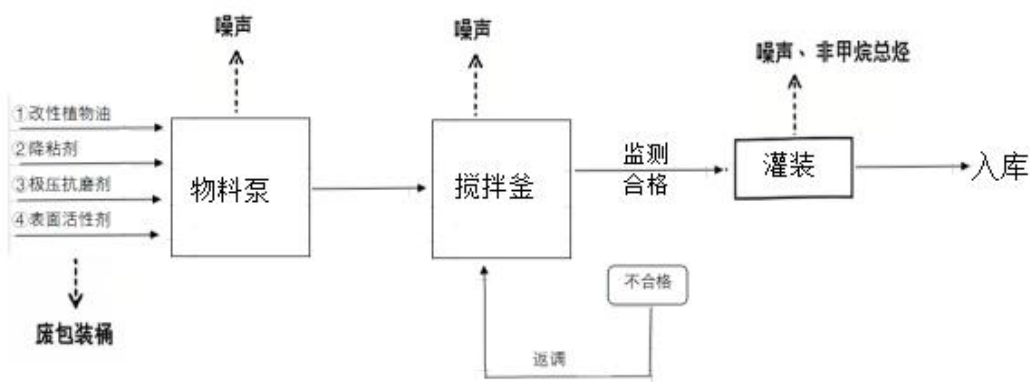 噪声
噪声
噪声、非甲烷总烃
①改性植物油
②降粘剂
③极压抗磨剂
④表面活性剂
物料泵
搅拌釜
监测
合格
灌装
入库
不合格
废包装桶
返调